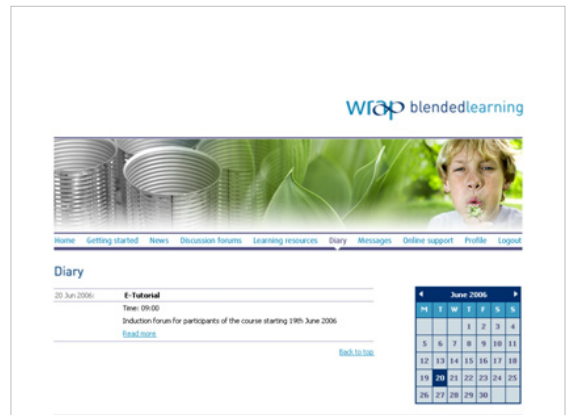 wrap blendedlearning
Home Getting started News Discussion forums Learning resources Diary Messages Online support Profile Logout
Diary
20 Jun 2006: E-Tutorial
Time: 09:00
Induction forum for participants of the course starting 19th June 2006
Read more
Back to top
June 2006
M T W T F S S
1 2 3 4
5 6 7 8 9 10 11
12 13 14 15 16 17 18
19 20 21 22 23 24 25
26 27 28 29 30